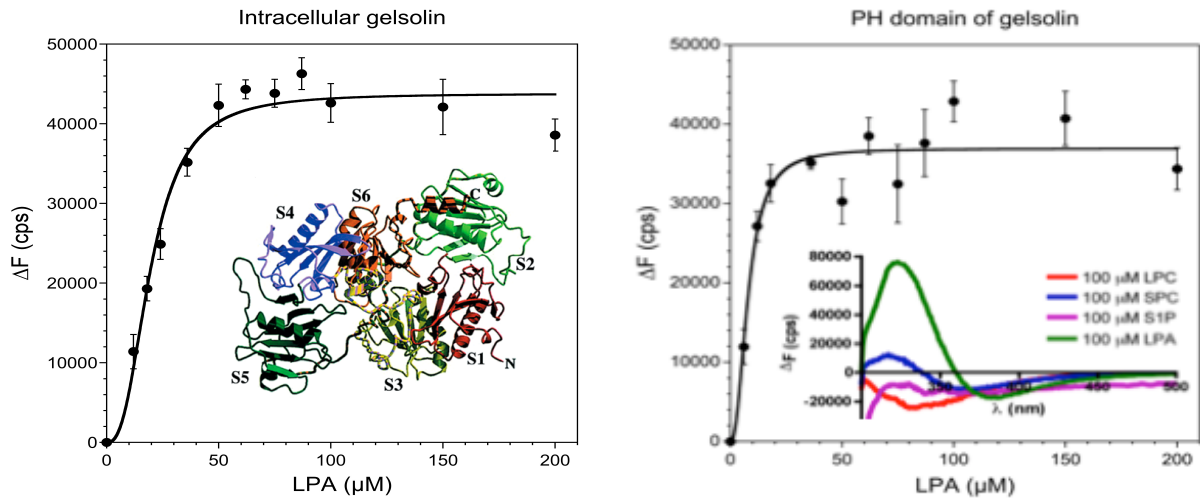 Intracellular gelsolin
50000
40000
30000
20000
10000
0
ΔF (cps)
0 50 100 150 200
LPA (µM)
S4
S6
C
S2
S5
S3
S1
N
PH domain of gelsolin
50000
40000
30000
20000
10000
0
ΔF (cps)
0 50 100 150 200
LPA (µM)
80000
60000
40000
20000
0
-20000
ΔF (cps)
350 400 450 500
λ (nm)
100 µM LPC
100 µM SPC
100 µM S1P
100 µM LPA